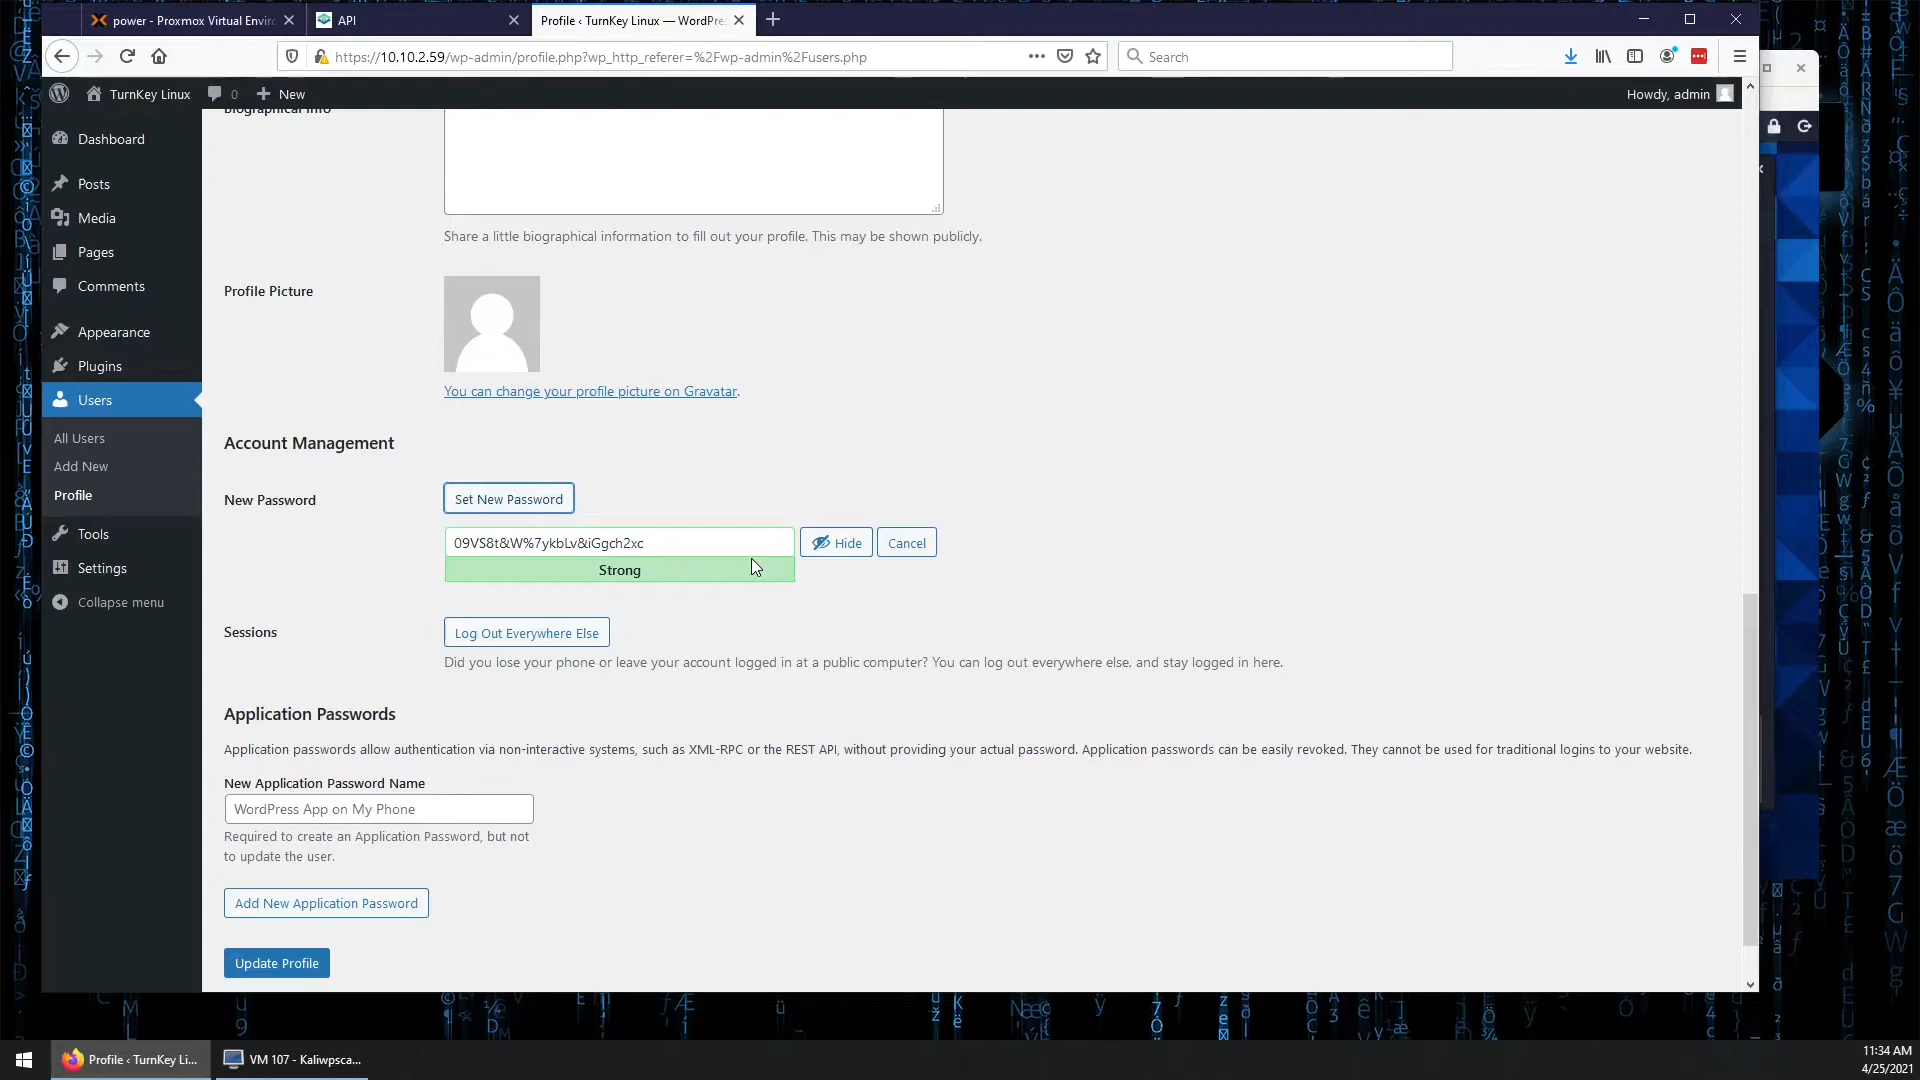 power - Proxmox Virtual Enviro
API
Profile ‹ TurnKey Linux — WordPre
https://10.10.2.59/wp-admin/profile.php?wp_http_referer=%2Fwp-admin%2Fusers.php
Search
TurnKey Linux
0
New
Howdy, admin
Dashboard
Posts
Media
Pages
Comments
Appearance
Plugins
Users
All Users
Add New
Profile
Tools
Settings
Collapse menu
Biographical Info
Share a little biographical information to fill out your profile. This may be shown publicly.
Profile Picture
You can change your profile picture on Gravatar.
Account Management
New Password
Set New Password
09VS8t&W%7ykbLv&iGgch2xc
Hide
Cancel
Strong
Sessions
Log Out Everywhere Else
Did you lose your phone or leave your account logged in at a public computer? You can log out everywhere else, and stay logged in here.
Application Passwords
Application passwords allow authentication via non-interactive systems, such as XML-RPC or the REST API, without providing your actual password. Application passwords can be easily revoked. They cannot be used for traditional logins to your website.
New Application Password Name
WordPress App on My Phone
Required to create an Application Password, but not
to update the user.
Add New Application Password
Update Profile
Profile ‹ TurnKey Li...
VM 107 - Kaliwpsca...
11:34 AM
4/25/2021